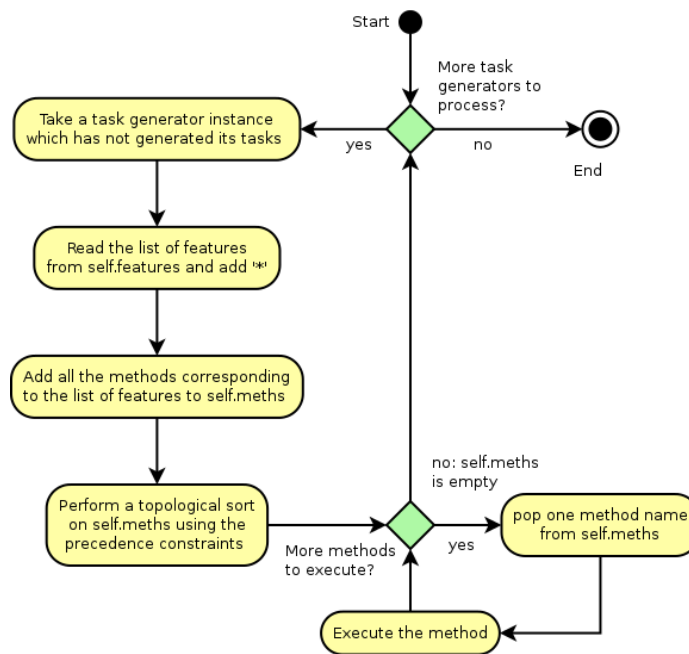 Start
More task
generators to
process?
Take a task generator instance
which has not generated its tasks
yes
no
End
Read the list of features
from self.features and add '*'
Add all the methods corresponding
to the list of features to self.meths
no: self.meths
is empty
Perform a topological sort
on self.meths using the
precedence constraints
More methods
to execute?
yes
pop one method name
from self.meths
Execute the method